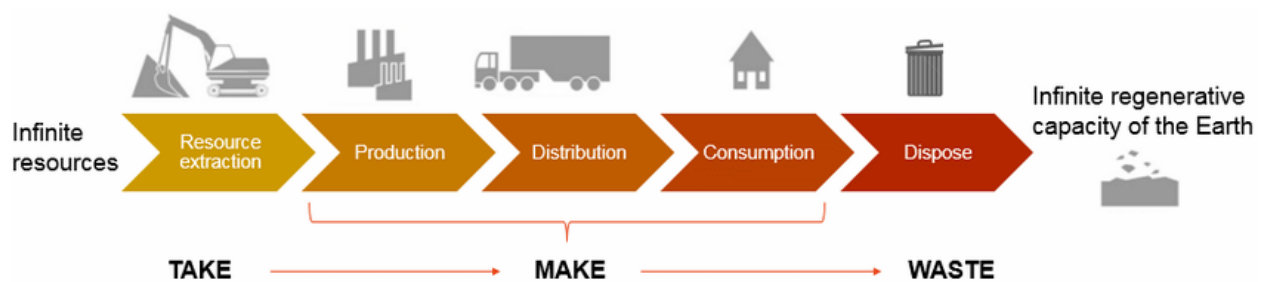 Infinite
resources
Resource
extraction
Production
Distribution
Consumption
Dispose
Infinite regenerative
capacity of the Earth
TAKE
MAKE
WASTE